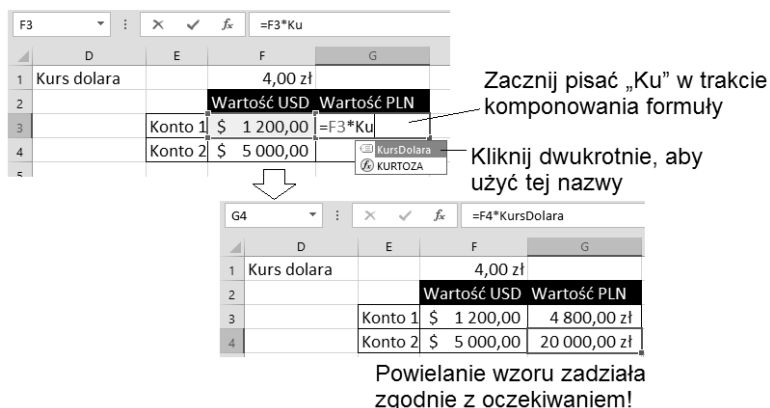 F3 fx =F3*Ku
D E F G
1 Kurs dolara 4,00 zł
2 Wartość USD Wartość PLN
3 Konto 1 $ 1 200,00 =F3*Ku
4 Konto 2 $ 5 000,00
5
KursDolara
fx KURTOZA
Zacznij pisać „Ku” w trakcie
komponowania formuły
Kliknij dwukrotnie, aby
użyć tej nazwy
G4 fx =F4*KursDolara
D E F G
1 Kurs dolara 4,00 zł
2 Wartość USD Wartość PLN
3 Konto 1 $ 1 200,00 4 800,00 zł
4 Konto 2 $ 5 000,00 20 000,00 zł
Powielanie wzoru zadziała
zgodnie z oczekiwaniem!